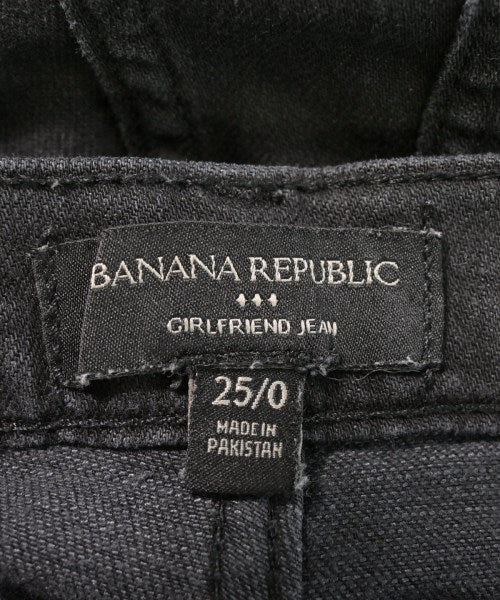 BANANA REPUBLIC
GIRLFRIEND JEAN
25/0
MADE IN
PAKISTAN